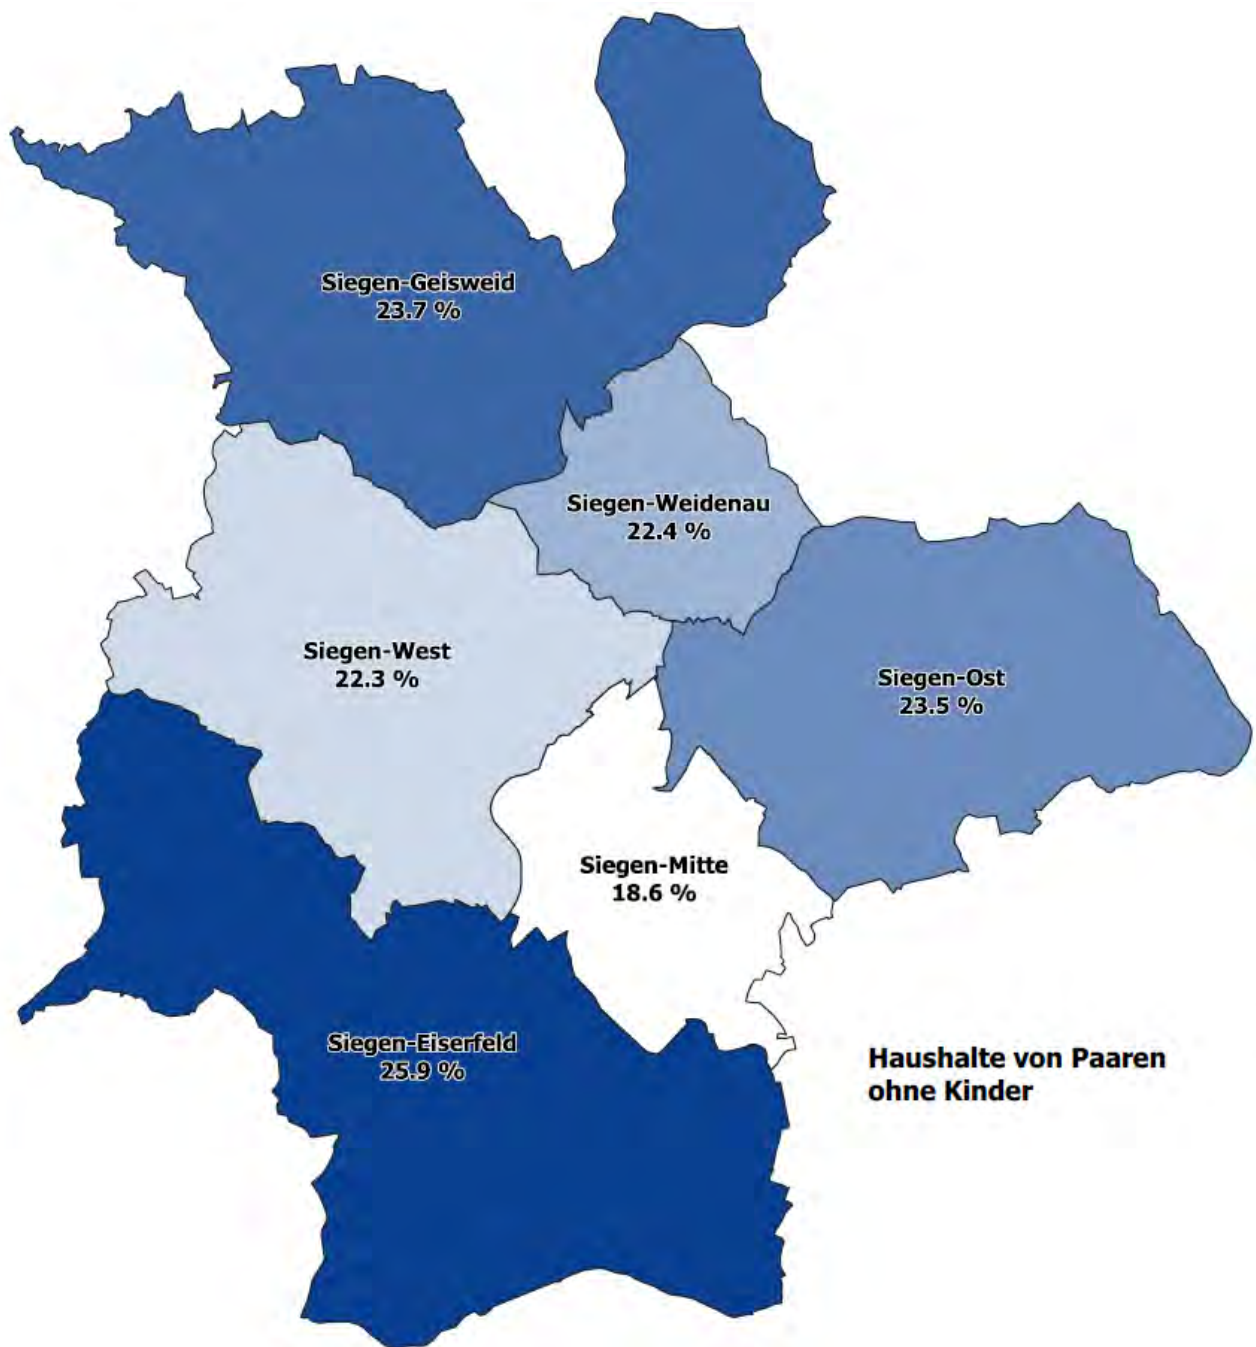 Siegen-Geisweid
23.7 %
Siegen-Weidenau
22.4 %
Siegen-West
22.3 %
Siegen-Ost
23.5 %
Siegen-Mitte
18.6 %
Siegen-Eiserfeld
25.9 %
Haushalte von Paaren
ohne Kinder